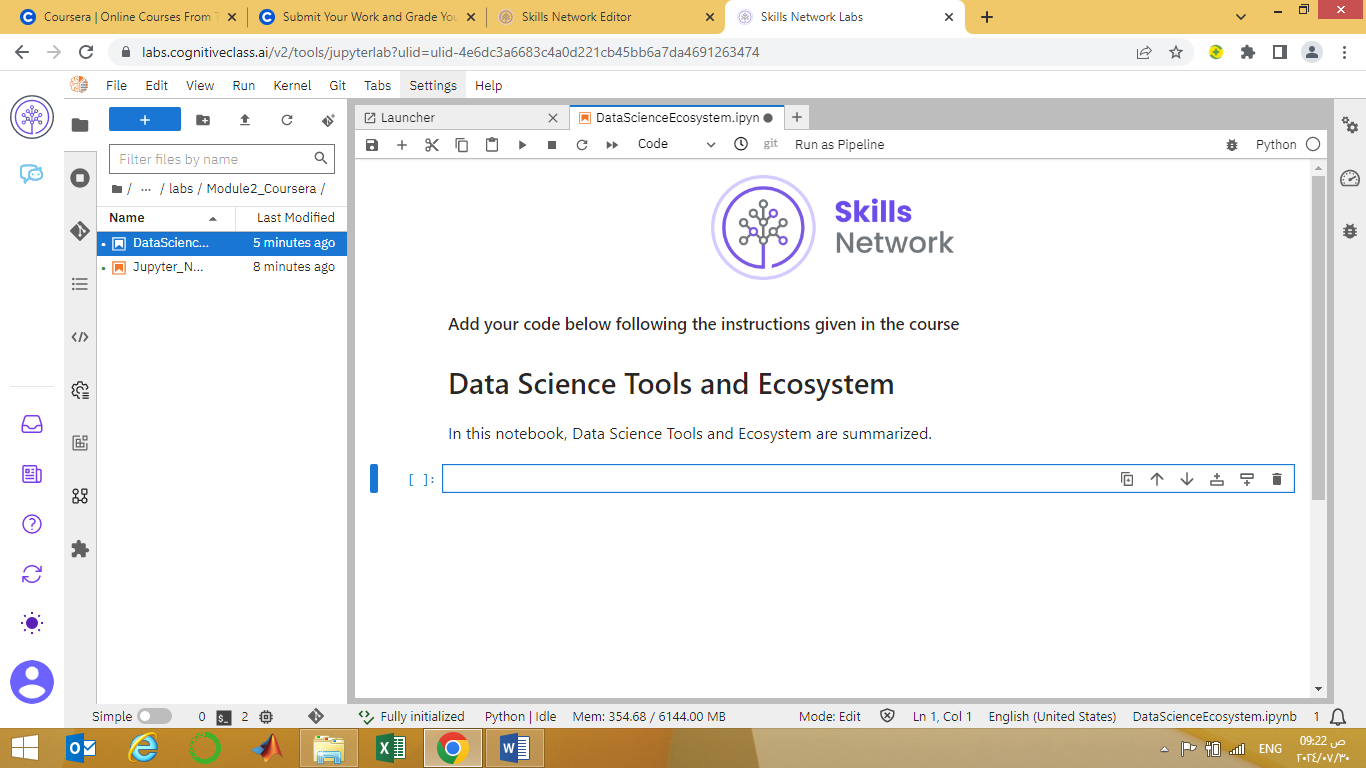 Coursera | Online Courses From T
Submit Your Work and Grade You
Skills Network Editor
Skills Network Labs
labs.cognitiveclass.ai/v2/tools/jupyterlab?ulid=ulid-4e6dc3a6683c4a0d221cb45bb6a7da4691263474
File Edit View Run Kernel Git Tabs Settings Help
Filter files by name
/ ... / labs / Module2_Coursera /
Name Last Modified
DataScienc... 5 minutes ago
Jupyter_N... 8 minutes ago
Launcher
DataScienceEcosystem.ipyn
Code
git
Run as Pipeline
Python
Skills
Network
Add your code below following the instructions given in the course
Data Science Tools and Ecosystem
In this notebook, Data Science Tools and Ecosystem are summarized.
[ ]:
Simple 0 2 Fully initialized Python | Idle Mem: 354.68 / 6144.00 MB Mode: Edit Ln 1, Col 1 English (United States) DataScienceEcosystem.ipynb 1
ENG
09:22 ص
٢٠٢٤/٠٧/٣٠